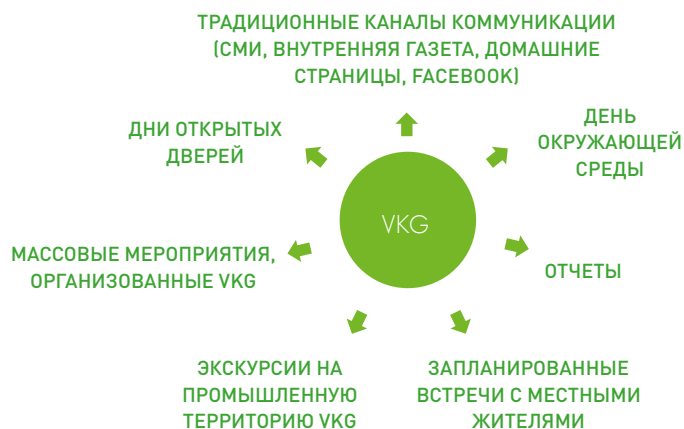 ТРАДИЦИОННЫЕ КАНАЛЫ КОММУНИКАЦИИ
(СМИ, ВНУТРЕННЯЯ ГАЗЕТА, ДОМАШНИЕ
СТРАНИЦЫ, FACEBOOK)
ДНИ ОТКРЫТЫХ
ДВЕРЕЙ
ДЕНЬ
ОКРУЖАЮЩЕЙ
СРЕДЫ
VKG
МАССОВЫЕ МЕРОПРИЯТИЯ,
ОРГАНИЗОВАННЫЕ VKG
ОТЧЕТЫ
ЭКСКУРСИИ НА
ПРОМЫШЛЕННУЮ
ТЕРРИТОРИЮ VKG
ЗАПЛАНИРОВАННЫЕ
ВСТРЕЧИ С МЕСТНЫМИ
ЖИТЕЛЯМИ